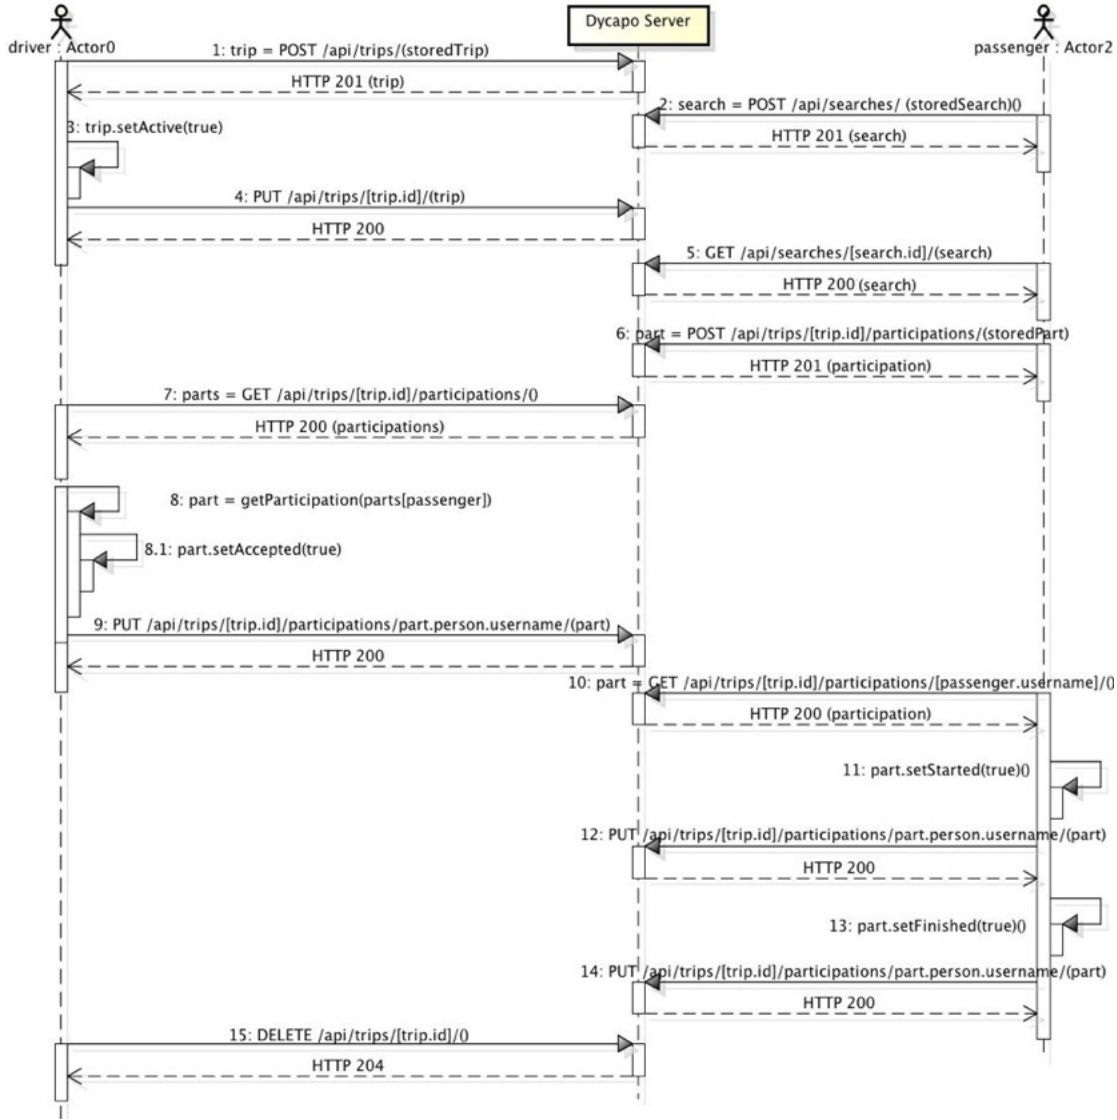 Dycapo Server
driver : Actor0
passenger : Actor2
1: trip = POST /api/trips/(storedTrip)
HTTP 201 (trip)
2: search = POST /api/searches/ (storedSearch)()
3: trip.setActive(true)
HTTP 201 (search)
4: PUT /api/trips/[trip.id]/(trip)
HTTP 200
5: GET /api/searches/[search.id]/(search)
HTTP 200 (search)
6: part = POST /api/trips/[trip.id]/participations/(storedPart)
HTTP 201 (participation)
7: parts = GET /api/trips/[trip.id]/participations/()
HTTP 200 (participations)
8: part = getParticipation(parts[passenger])
8.1: part.setAccepted(true)
9: PUT /api/trips/[trip.id]/participations/part.person.username/(part)
HTTP 200
10: part = GET /api/trips/[trip.id]/participations/[passenger.username]/()
HTTP 200 (participation)
11: part.setStarted(true)()
12: PUT /api/trips/[trip.id]/participations/part.person.username/(part)
HTTP 200
13: part.setFinished(true)()
14: PUT /api/trips/[trip.id]/participations/part.person.username/(part)
HTTP 200
15: DELETE /api/trips/[trip.id]/()
HTTP 204